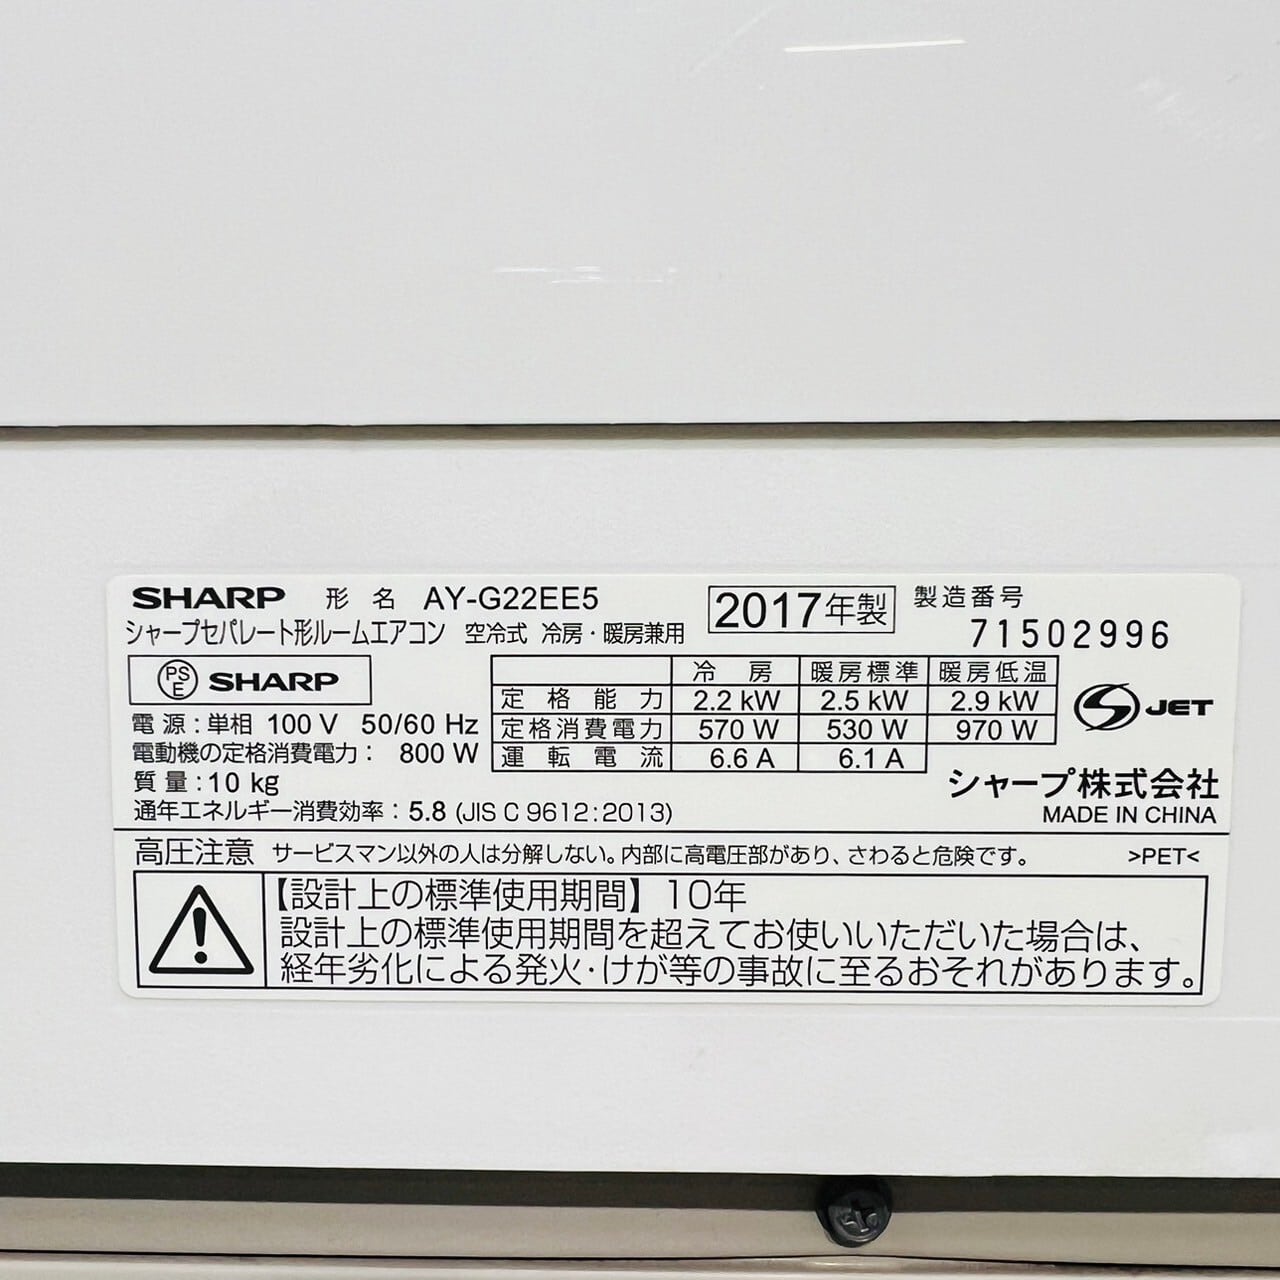 SHARP 形名 AY-G22EE5 2017年製 製造番号
シャープセパレート形ルームエアコン 空冷式 冷房・暖房兼用 71502996
PSE SHARP
電源:単相 100V 50/60 Hz
電動機の定格消費電力: 800 W
質量:10 kg
通年エネルギー消費効率:5.8 (JIS C 9612:2013)
冷房 暖房標準 暖房低温
定格能力 2.2 kW 2.5 kW 2.9 kW
定格消費電力 570 W 530 W 970 W
運転電流 6.6 A 6.1 A
JET
シャープ株式会社
MADE IN CHINA
高圧注意 サービスマン以外の人は分解しない。内部に高電圧部があり、さわると危険です。 >PET<
【設計上の標準使用期間】10年
設計上の標準使用期間を超えてお使いいただいた場合は、
経年劣化による発火・けが等の事故に至るおそれがあります。